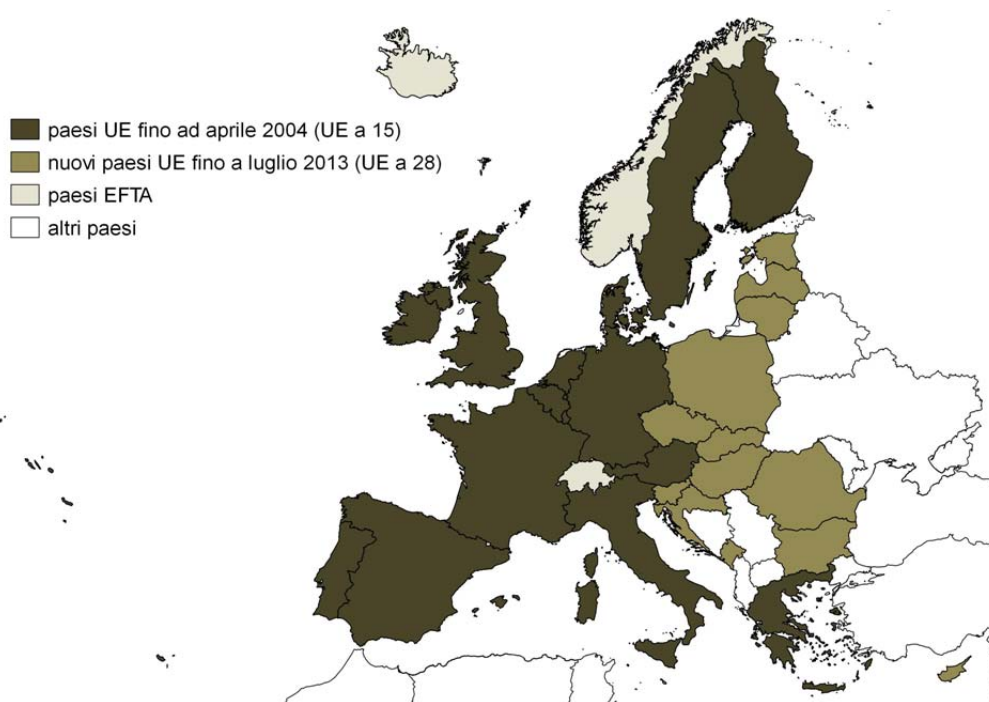 paesi UE fino ad aprile 2004 (UE a 15)
nuovi paesi UE fino a luglio 2013 (UE a 28)
paesi EFTA
altri paesi